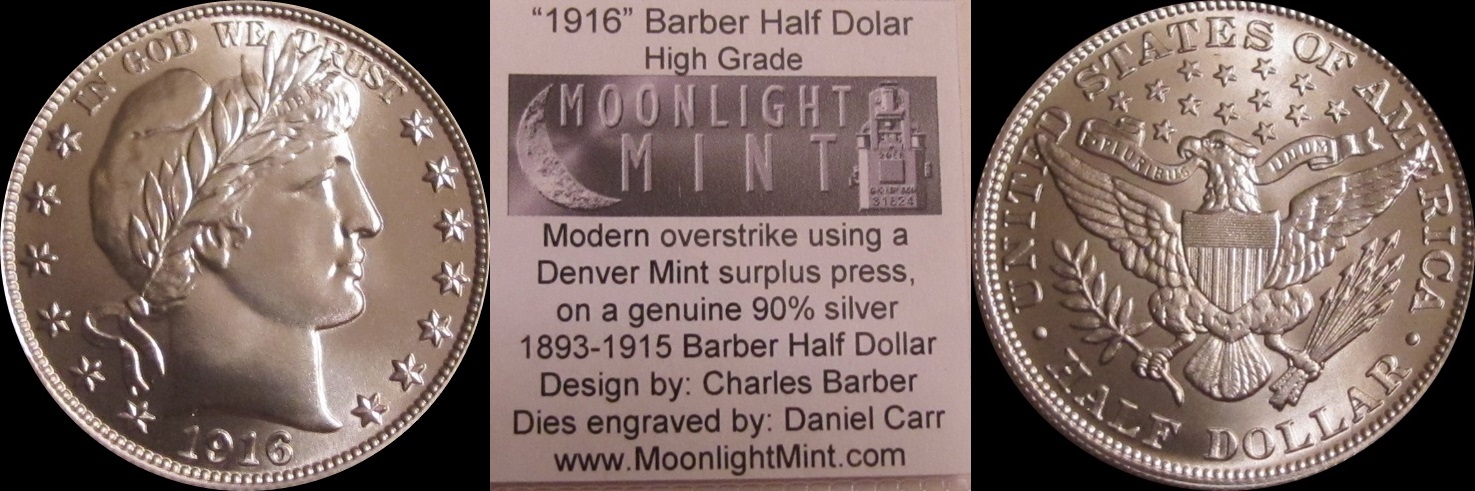 IN GOD WE TRUST
1916
“1916” Barber Half Dolar
High Grade
MOONLIGHT
MINT
Modern overstrike using a
Denver Mint surplus press,
on a genuine 90% silver
1893-1915 Barber Half Dollar
Design by: Charles Barber
Dies engraved by: Daniel Carr
www.MoonlightMint.com
UNITED STATES OF AMERICA
E PLURIBUS UNUM
· HALF DOLLAR ·